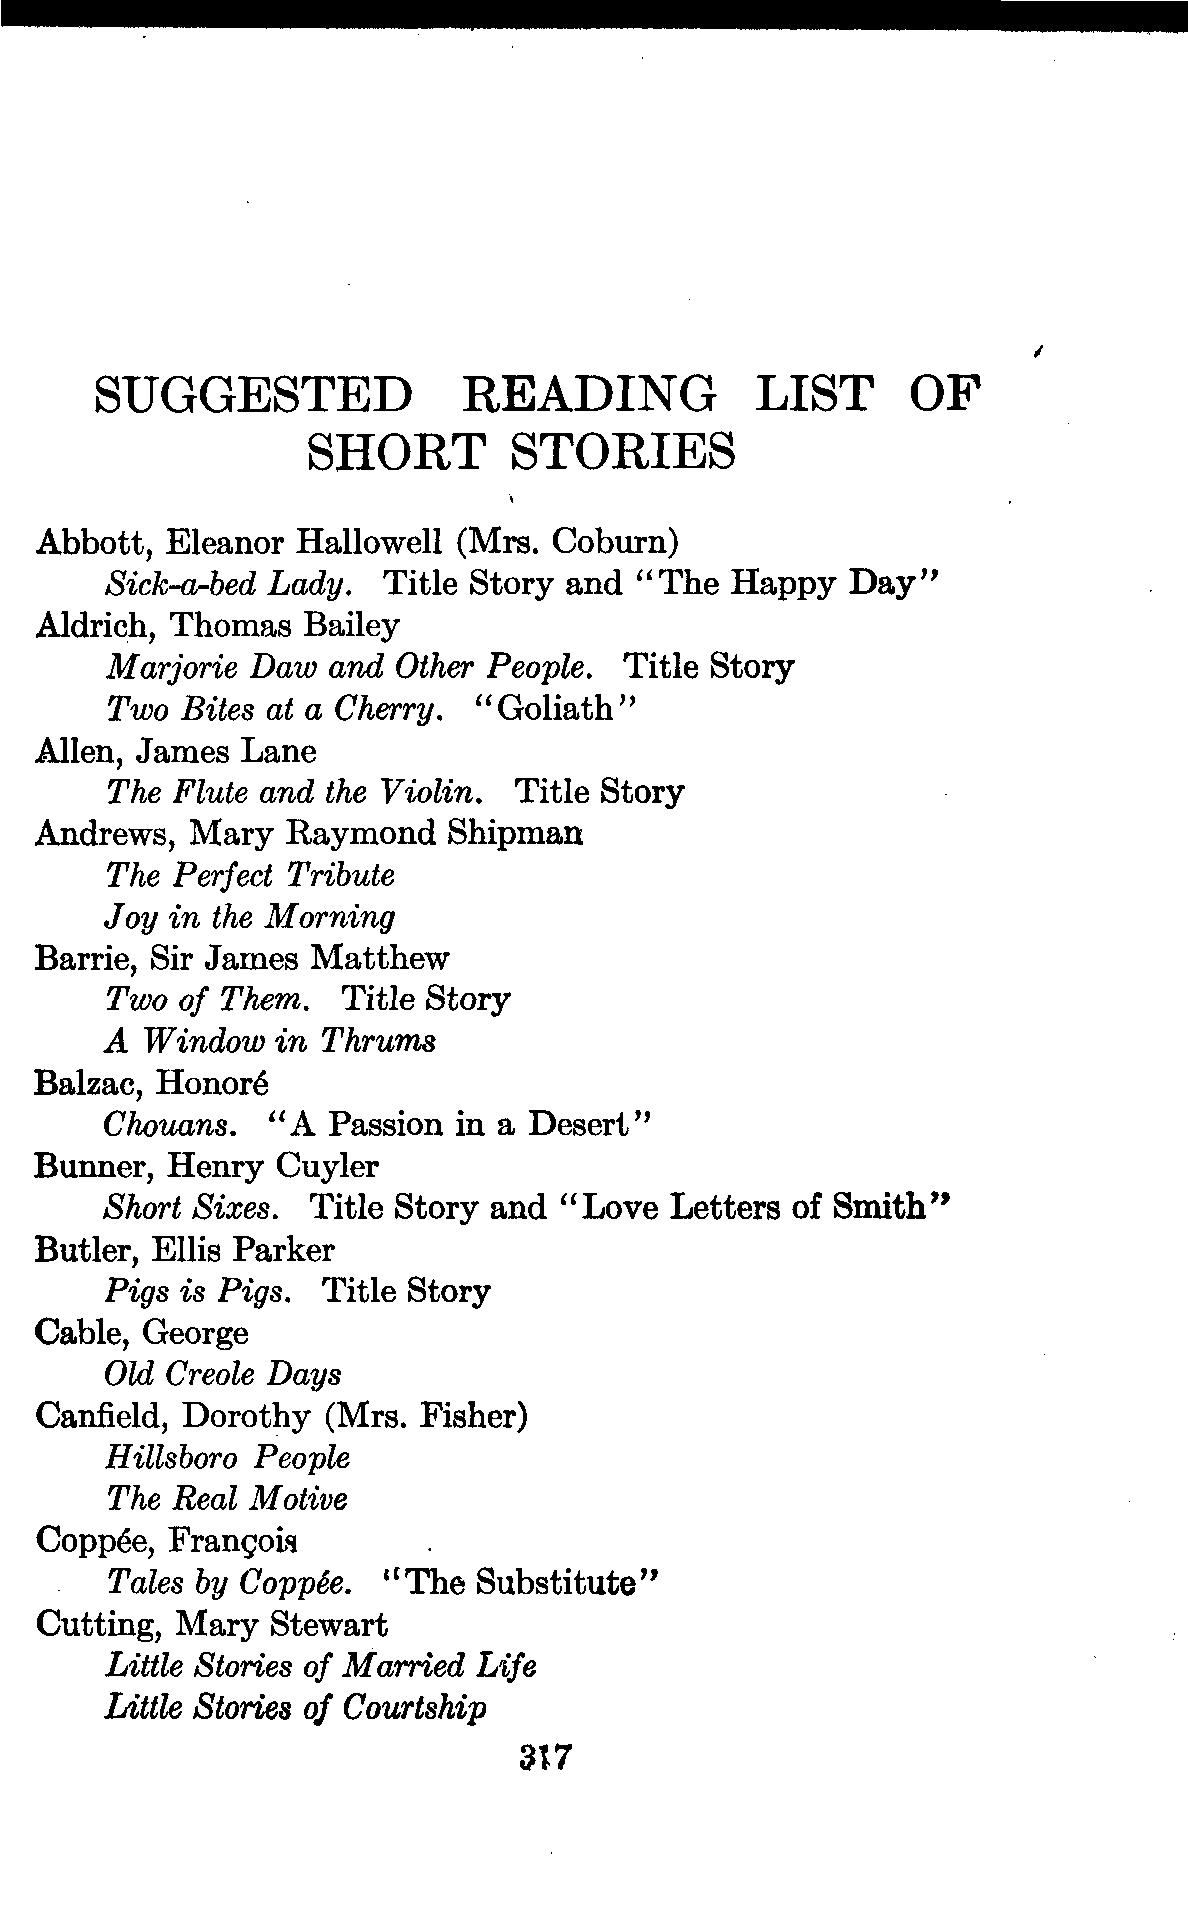 SUGGESTED READING LIST OF
SHORT STORIES
Abbott, Eleanor Hallowell (Mrs. Coburn)
Sick-a-bed Lady. Title Story and "The Happy Day"
Aldrich, Thomas Bailey
Marjorie Daw and Other People. Title Story
Two Bites at a Cherry. "Goliath"
Allen, James Lane
The Flute and the Violin. Title Story
Andrews, Mary Raymond Shipman
The Perfect Tribute
Joy in the Morning
Barrie, Sir James Matthew
Two of Them. Title Story
A Window in Thrums
Balzac, Honoré
Chouans. "A Passion in a Desert"
Bunner, Henry Cuyler
Short Sixes. Title Story and "Love Letters of Smith"
Butler, Ellis Parker
Pigs is Pigs. Title Story
Cable, George
Old Creole Days
Canfield, Dorothy (Mrs. Fisher)
Hillsboro People
The Real Motive
Coppée, François
Tales by Coppée. "The Substitute"
Cutting, Mary Stewart
Little Stories of Married Life
Little Stories of Courtship
317